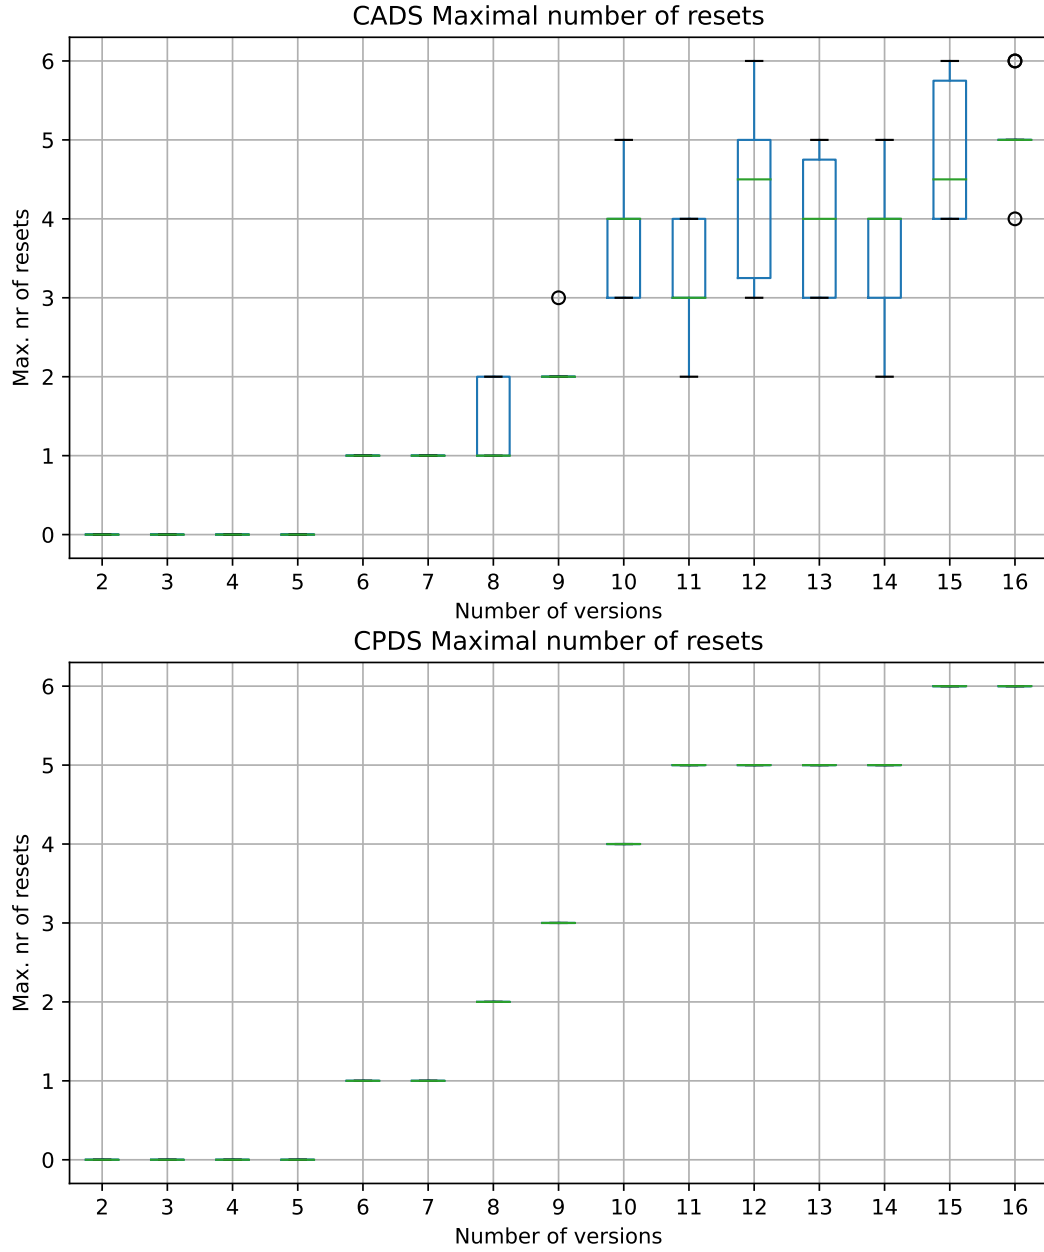 CADS Maximal number of resets
6
5
4
3
2
1
0
Max. nr of resets
2 3 4 5 6 7 8 9 10 11 12 13 14 15 16
Number of versions
CPDS Maximal number of resets
6
5
4
3
2
1
0
Max. nr of resets
2 3 4 5 6 7 8 9 10 11 12 13 14 15 16
Number of versions